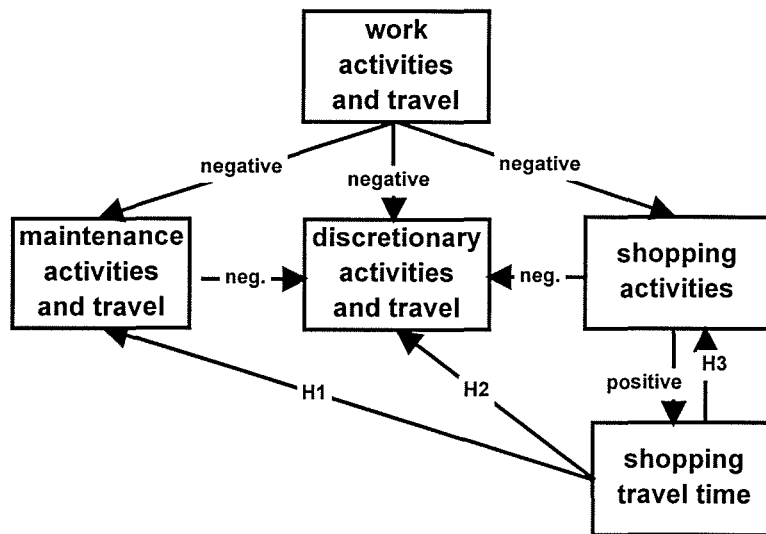 work
activities
and travel
negative
negative
negative
maintenance
activities
and travel
neg.
discretionary
activities
and travel
neg.
shopping
activities
H1
H2
positive
H3
shopping
travel time